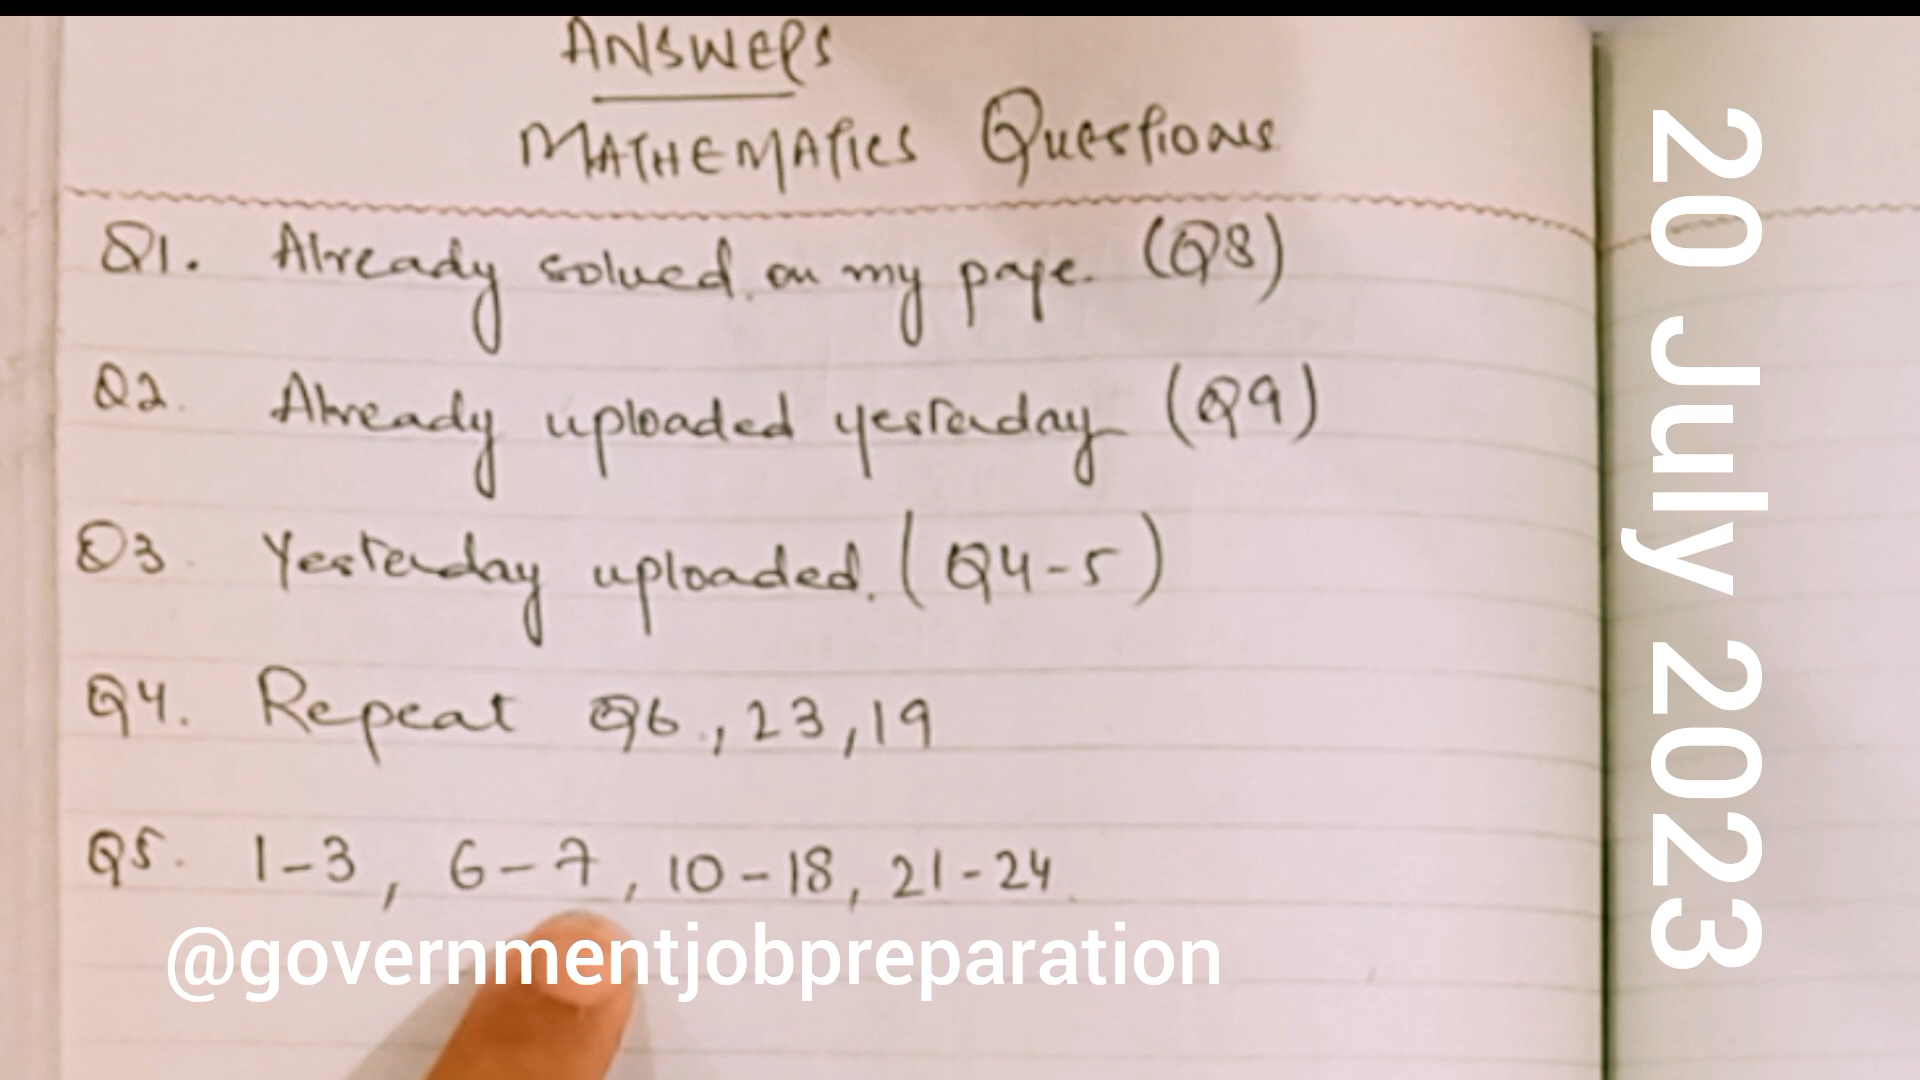 ANSWERS
MATHEMATICS Questions
Q1. Already solved on my page. (Q8)
Q2. Already uploaded yesterday (Q9)
Q3. Yesterday uploaded. (Q4-5)
Q4. Repeat Q6., 23, 19
Q5. 1-3, 6-7, 10-18, 21-24
@governmentjobpreparation
20 July 2023